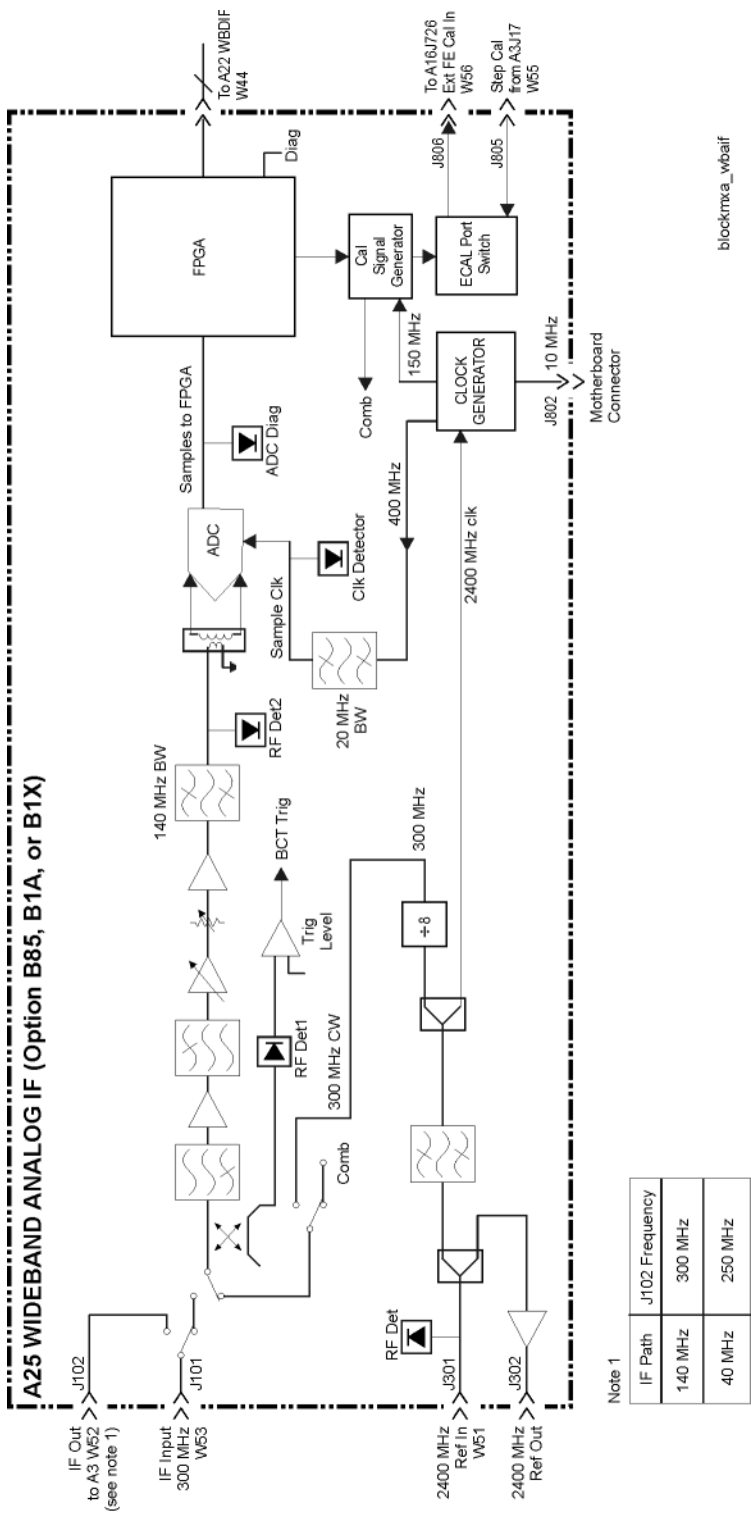 A25 WIDEBAND ANALOG IF (Option B85, B1A, or B1X)
IF Out
to A3 W52
(see note 1)
J102
IF Input
300 MHz
W53
J101
140 MHz BW
RF Det2
ADC
Samples to FPGA
ADC Diag
FPGA
Diag
To A22 WBDIF
W44
RF Det1
Trig
Level
BCT Trig
Sample Clk
Clk Detector
20 MHz
BW
400 MHz
Comb
Cal
Signal
Generator
150 MHz
ECAL Port
Switch
J806
To A16J726
Ext FE Cal In
W56
J805
Step Cal
from A3J17
W55
CLOCK
GENERATOR
J802
10 MHz
Motherboard
Connector
Comb
300 MHz CW
300 MHz
÷8
2400 MHz clk
RF Det
2400 MHz
Ref In
W51
J301
2400 MHz
Ref Out
J302
Note 1
IF Path J102 Frequency
140 MHz 300 MHz
40 MHz 250 MHz
blockmxa_wbaif